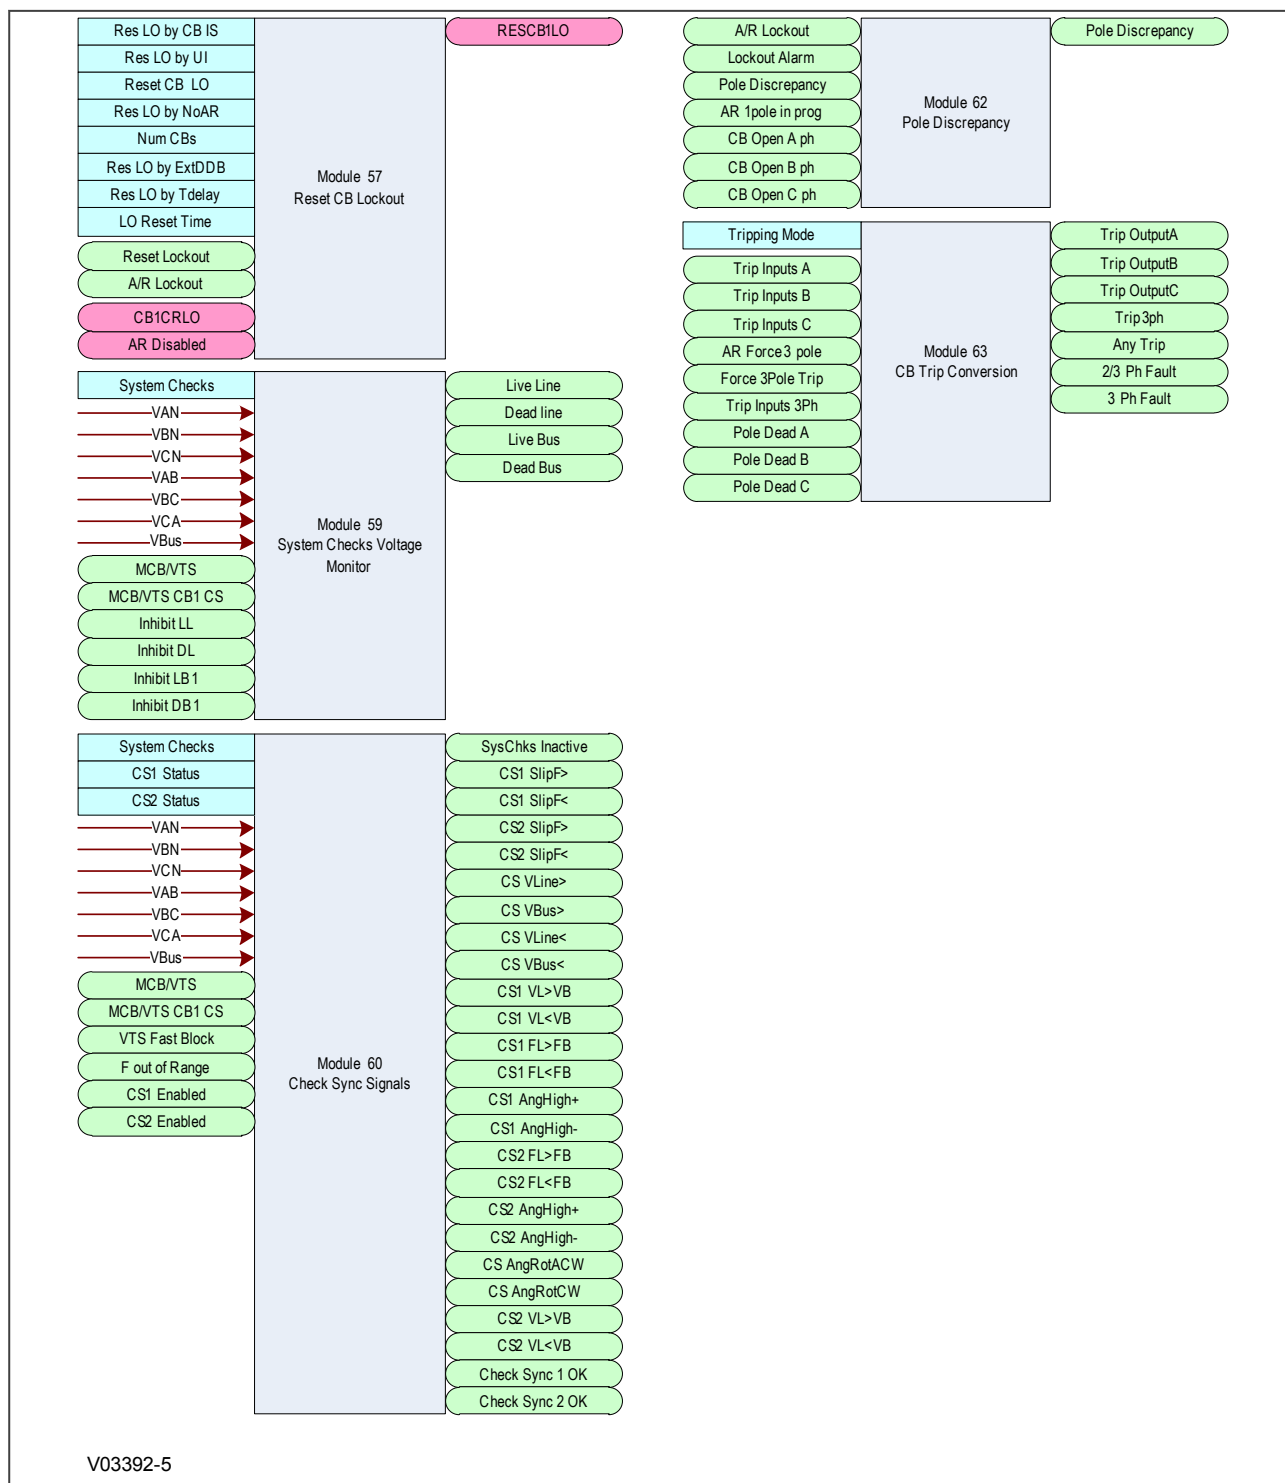 Res LO by CB IS
Res LO by UI
Reset CB LO
Res LO by NoAR
Num CBs
Res LO by ExtDDB
Res LO by Tdelay
LO Reset Time
Reset Lockout
A/R Lockout
CB1CRLO
AR Disabled
Module 57
Reset CB Lockout
RESCB1LO
System Checks
VAN
VBN
VCN
VAB
VBC
VCA
VBus
MCB/VTS
MCB/VTS CB1 CS
Inhibit LL
Inhibit DL
Inhibit LB1
Inhibit DB1
Module 59
System Checks Voltage
Monitor
Live Line
Dead line
Live Bus
Dead Bus
System Checks
CS1 Status
CS2 Status
VAN
VBN
VCN
VAB
VBC
VCA
VBus
MCB/VTS
MCB/VTS CB1 CS
VTS Fast Block
F out of Range
CS1 Enabled
CS2 Enabled
Module 60
Check Sync Signals
SysChks Inactive
CS1 SlipF>
CS1 SlipF<
CS2 SlipF>
CS2 SlipF<
CS VLine>
CS VBus>
CS VLine<
CS VBus<
CS1 VL>VB
CS1 VL<VB
CS1 FL>FB
CS1 FL<FB
CS1 AngHigh+
CS1 AngHigh-
CS2 FL>FB
CS2 FL<FB
CS2 AngHigh+
CS2 AngHigh-
CS AngRotACW
CS AngRotCW
CS2 VL>VB
CS2 VL<VB
Check Sync 1 OK
Check Sync 2 OK
A/R Lockout
Lockout Alarm
Pole Discrepancy
AR 1pole in prog
CB Open A ph
CB Open B ph
CB Open C ph
Module 62
Pole Discrepancy
Pole Discrepancy
Tripping Mode
Trip Inputs A
Trip Inputs B
Trip Inputs C
AR Force 3 pole
Force 3Pole Trip
Trip Inputs 3Ph
Pole Dead A
Pole Dead B
Pole Dead C
Module 63
CB Trip Conversion
Trip OutputA
Trip OutputB
Trip OutputC
Trip 3ph
Any Trip
2/3 Ph Fault
3 Ph Fault
V03392-5